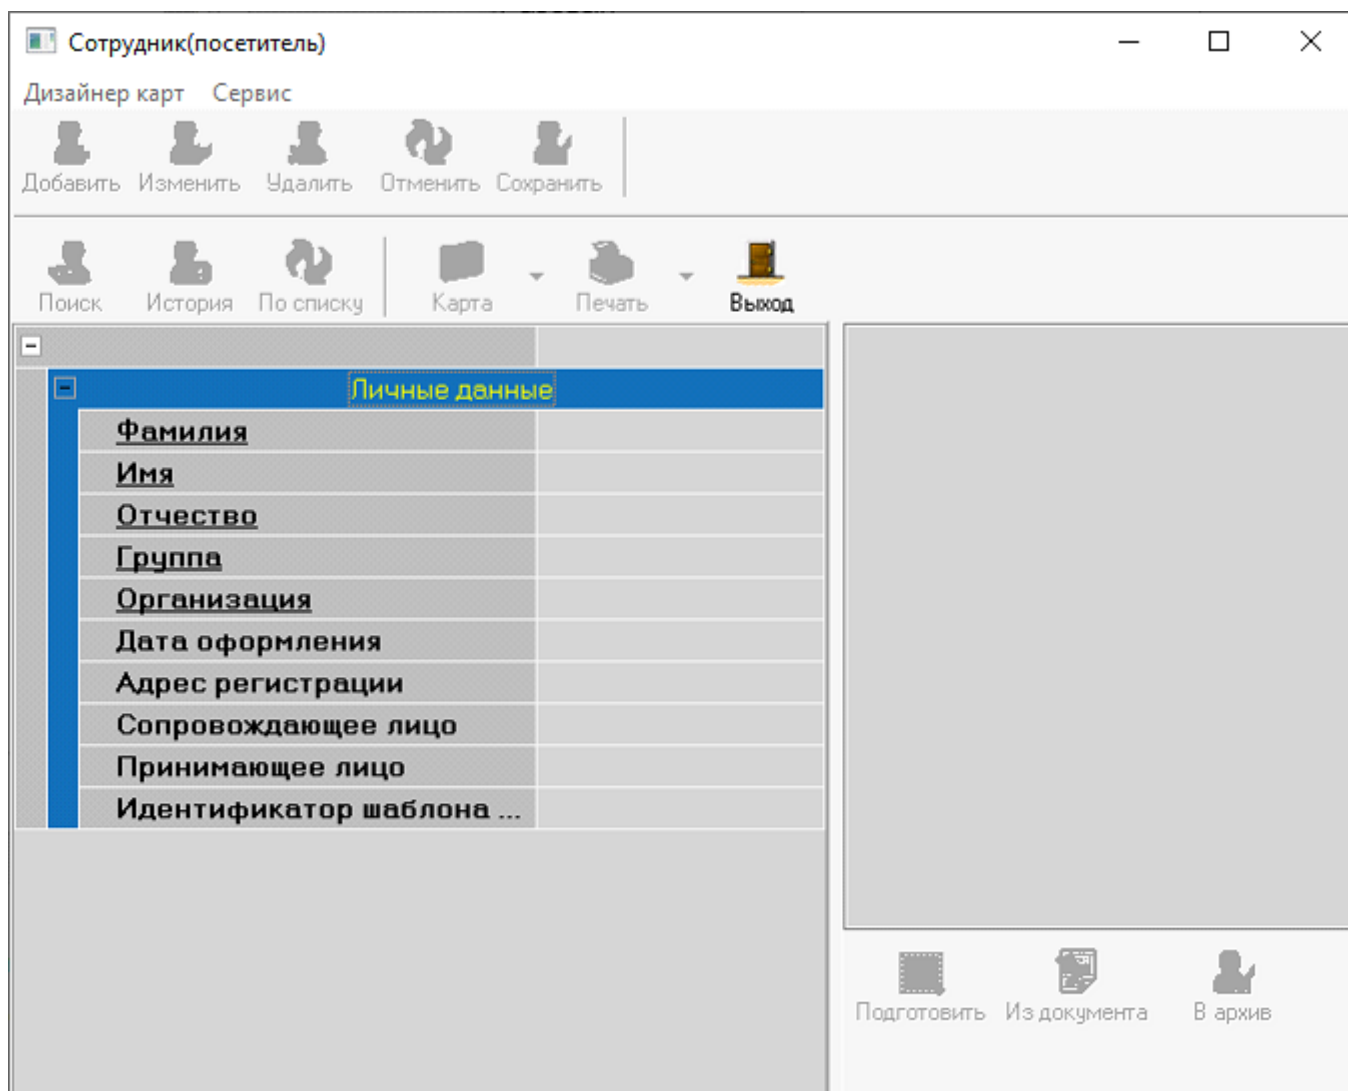 Сотрудник(посетитель)
Дизайнер карт Сервис
Добавить Изменить Удалить Отменить Сохранить
Поиск История По списку Карта Печать Выход
Личные данные
Фамилия
Имя
Отчество
Группа
Организация
Дата оформления
Адрес регистрации
Сопровождающее лицо
Принимающее лицо
Идентификатор шаблона ...
Подготовить Из документа В архив